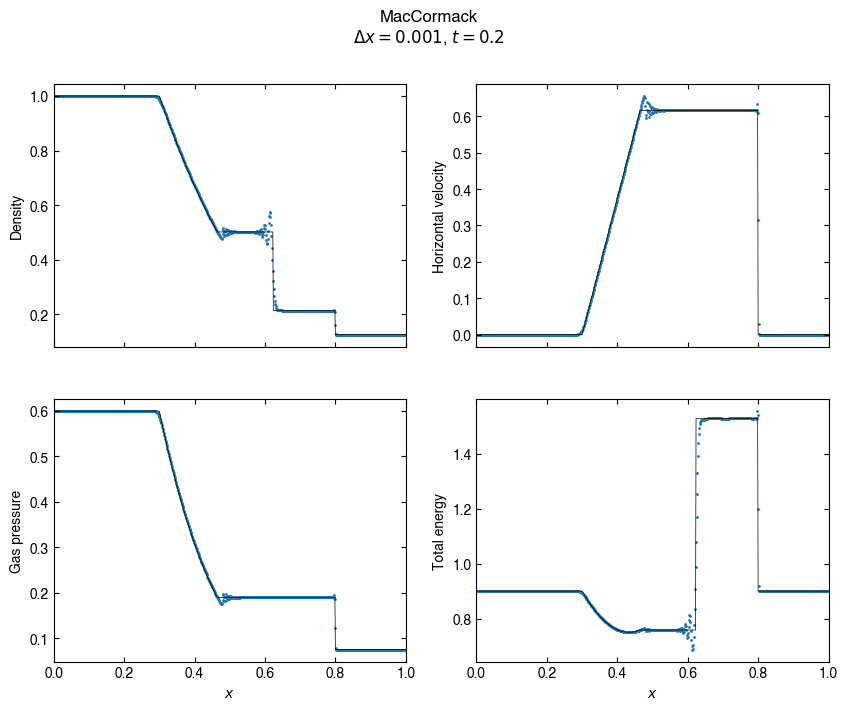 MacCormack
Δx = 0.001, t = 0.2
1.0
0.8
0.6
0.4
0.2
Density
0.6
0.5
0.4
0.3
0.2
0.1
0.0
Horizontal velocity
0.6
0.5
0.4
0.3
0.2
0.1
Gas pressure
0.0 0.2 0.4 0.6 0.8 1.0
x
1.4
1.2
1.0
0.8
Total energy
0.0 0.2 0.4 0.6 0.8 1.0
x